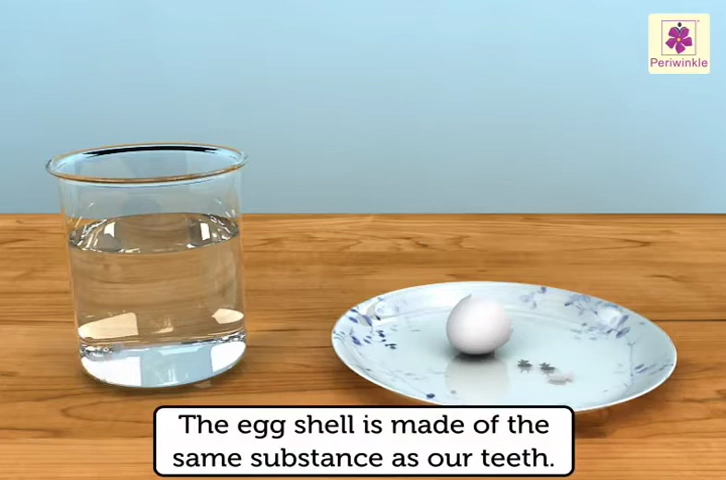 Periwinkle
The egg shell is made of the
same substance as our teeth.